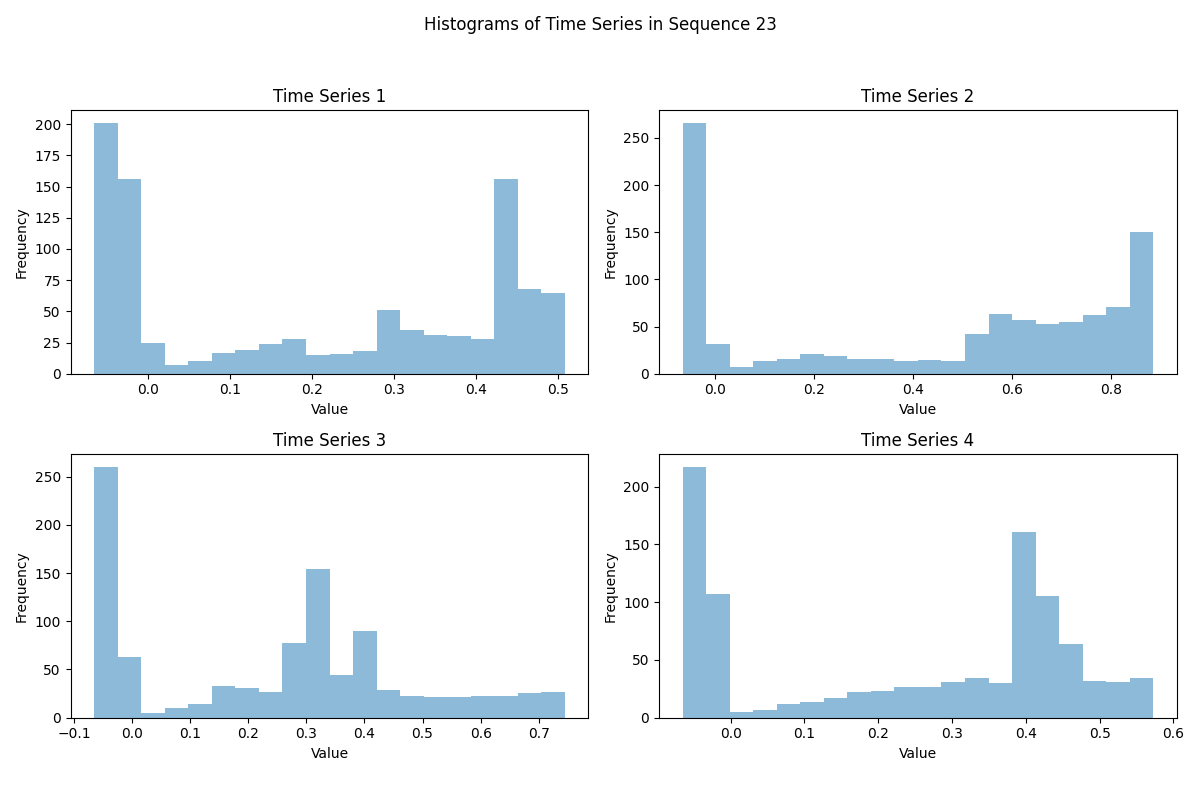 Histograms of Time Series in Sequence 23
Time Series 1
Frequency
200
175
150
125
100
75
50
25
0
0.0 0.1 0.2 0.3 0.4 0.5
Value
Time Series 2
Frequency
250
200
150
100
50
0
0.0 0.2 0.4 0.6 0.8
Value
Time Series 3
Frequency
250
200
150
100
50
0
−0.1 0.0 0.1 0.2 0.3 0.4 0.5 0.6 0.7
Value
Time Series 4
Frequency
200
150
100
50
0
0.0 0.1 0.2 0.3 0.4 0.5 0.6
Value